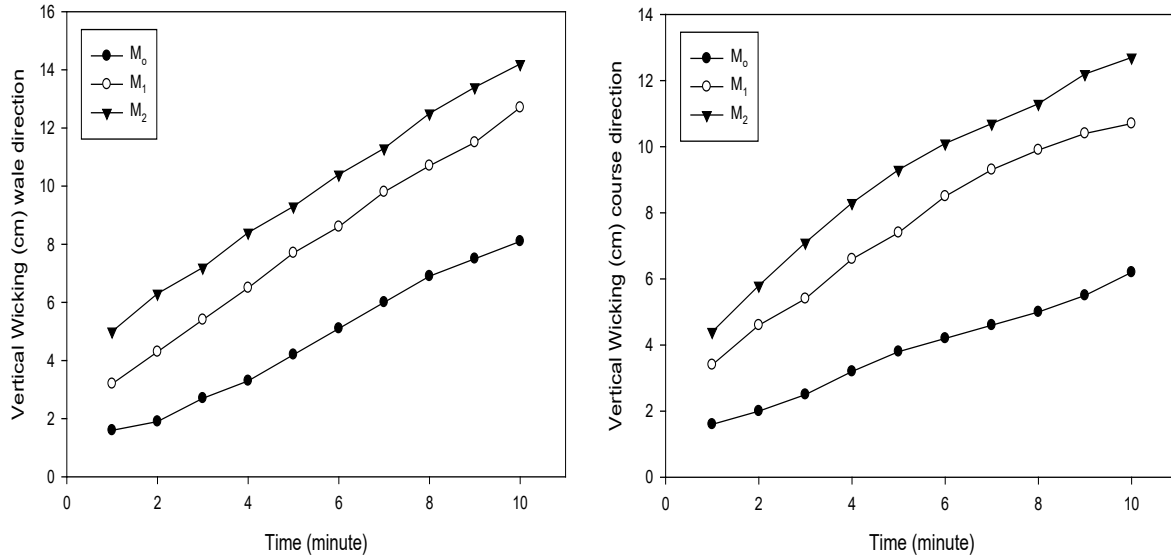 Vertical Wicking (cm) wale direction
16
14
12
10
8
6
4
2
0
M₀
M₁
M₂
0 2 4 6 8 10
Time (minute)
Vertical Wicking (cm) course direction
14
12
10
8
6
4
2
0
M₀
M₁
M₂
0 2 4 6 8 10
Time (minute)